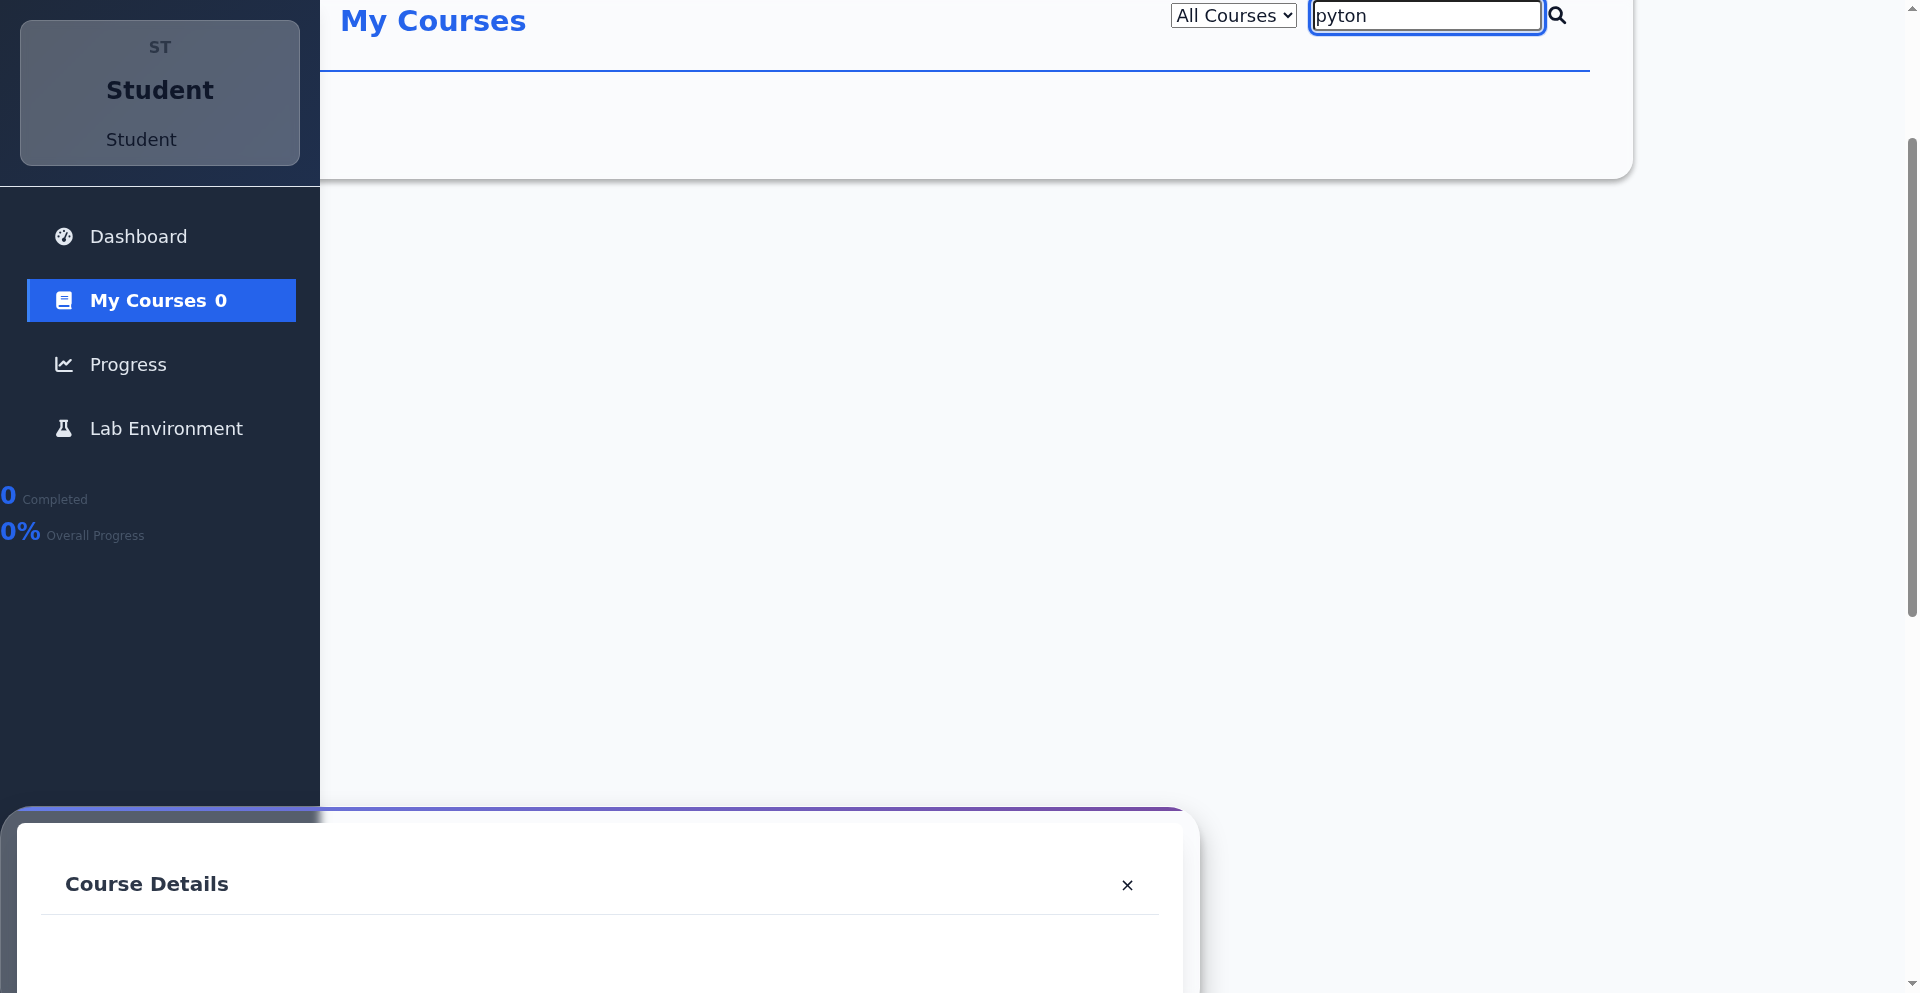 ST
Student
Student
Dashboard
My Courses 0
Progress
Lab Environment
0 Completed
0% Overall Progress
My Courses
All Courses
pyton
Course Details
×